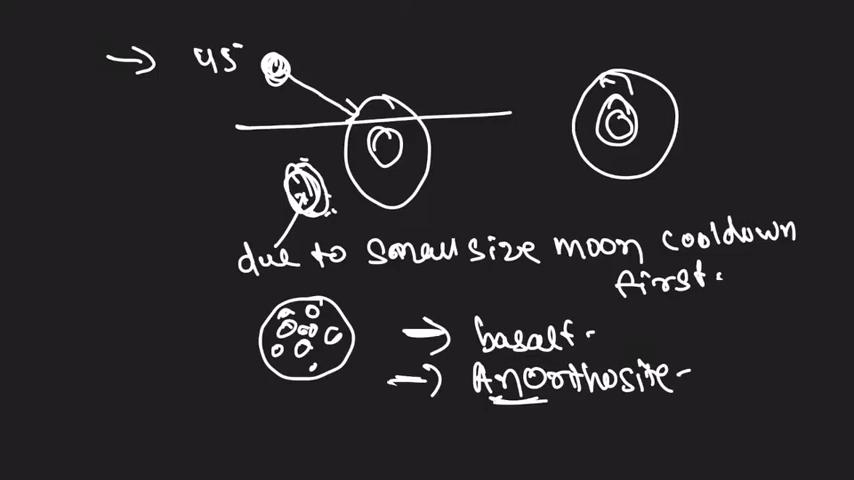 → 45°
due to small size moon cooldown
first.
→ basalt.
→ Anorthosite-